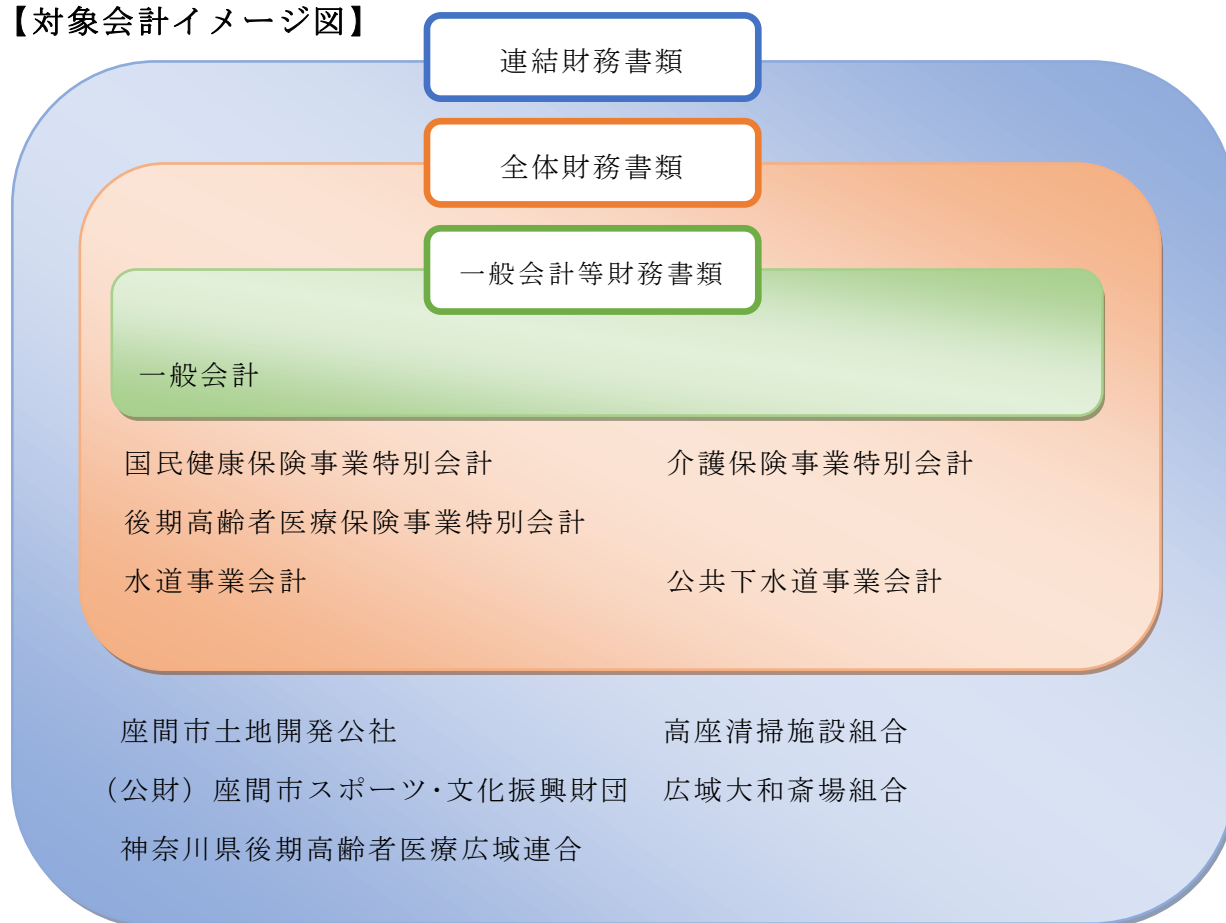 【対象会計イメージ図】
連結財務書類
全体財務書類
一般会計等財務書類
一般会計
国民健康保険事業特別会計 介護保険事業特別会計
後期高齢者医療保険事業特別会計
水道事業会計 公共下水道事業会計
座間市土地開発公社 高座清掃施設組合
（公財）座間市スポーツ・文化振興財団 広域大和斎場組合
神奈川県後期高齢者医療広域連合